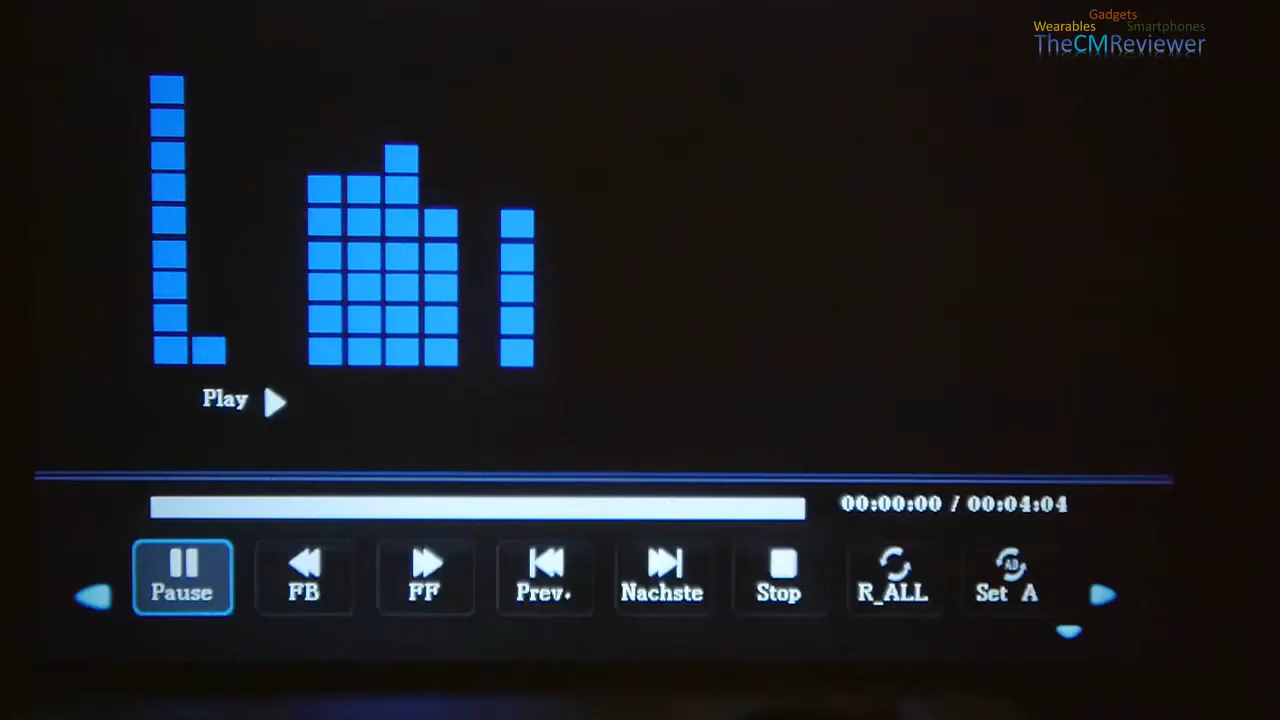 Gadgets
Wearables Smartphones
TheCMReviewer
Play
00:00:00 / 00:04:04
Pause FB FF Prev. Nachste Stop R_ALL Set A
AB